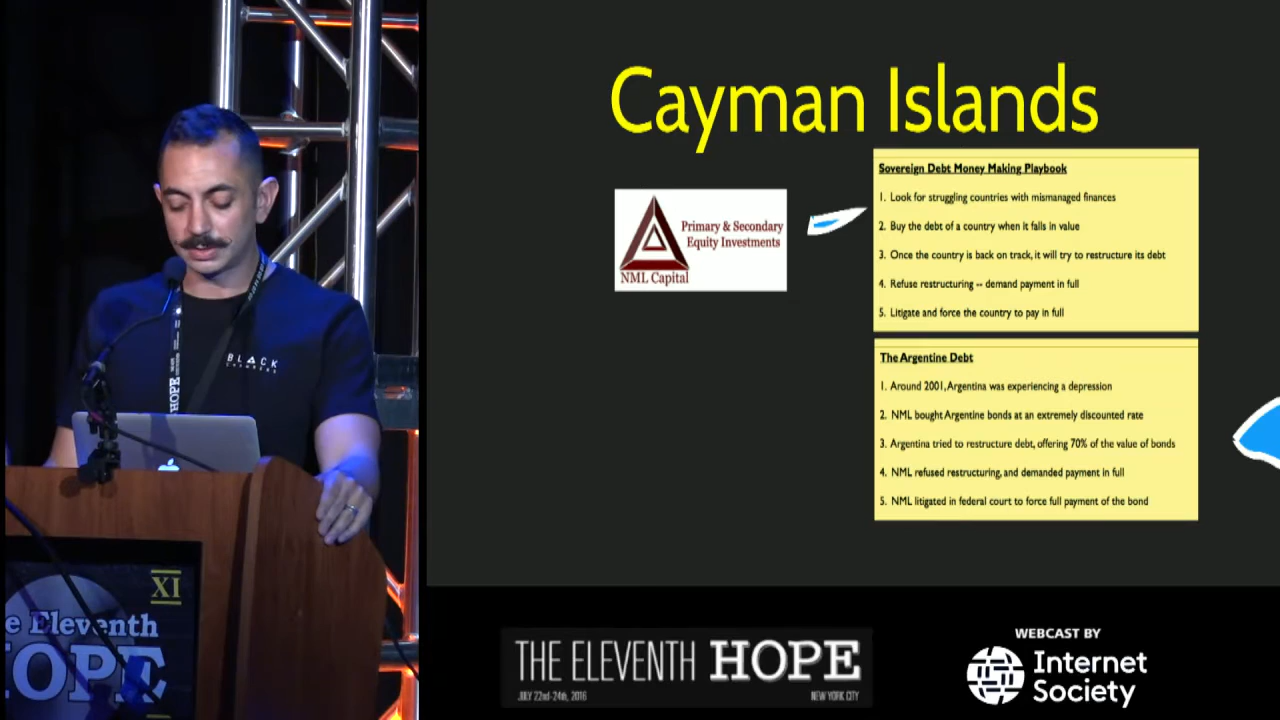 Cayman Islands
Primary & Secondary
Equity Investments
NML Capital
Sovereign Debt Money Making Playbook
1. Look for struggling countries with mismanaged finances
2. Buy the debt of a country when it falls in value
3. Once the country is back on track, it will try to restructure its debt
4. Refuse restructuring -- demand payment in full
5. Litigate and force the country to pay in full
The Argentine Debt
1. Around 2001, Argentina was experiencing a depression
2. NML bought Argentine bonds at an extremely discounted rate
3. Argentina tried to restructure debt, offering 70% of the value of bonds
4. NML refused restructuring, and demanded payment in full
5. NML litigated in federal court to force full payment of the bond
BLACK
HOPE
XI
e Eleventh
HOPE
THE ELEVENTH HOPE
JULY 22nd-24th, 2016
NEW YORK CITY
WEBCAST BY
Internet
Society